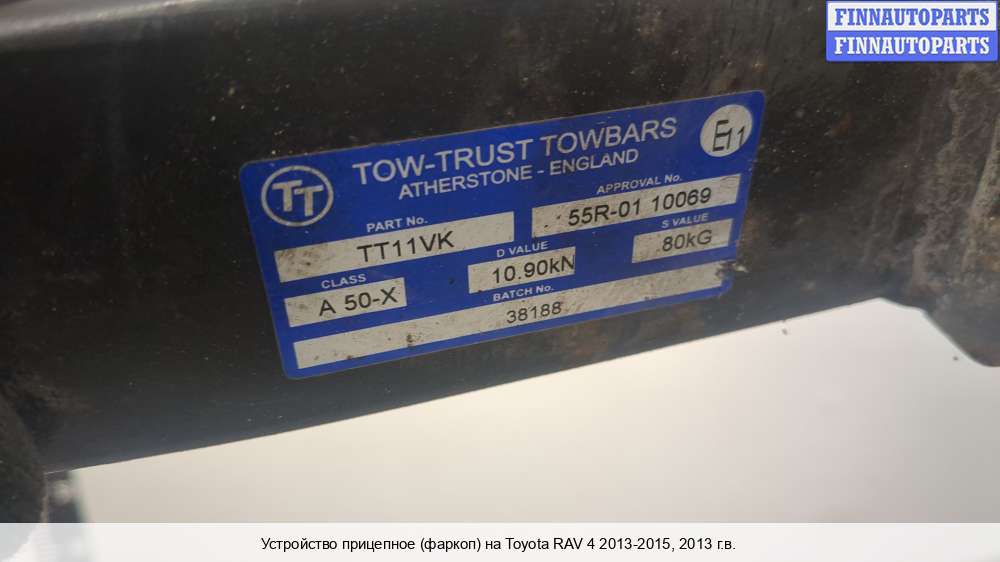 FINNAUTOPARTS
FINNAUTOPARTS
TT
TOW-TRUST TOWBARS
ATHERSTONE - ENGLAND
E11
PART No.
TT11VK
APPROVAL No.
55R-01 10069
CLASS
A 50-X
D VALUE
10.90kN
S VALUE
80kG
BATCH No.
38188
Устройство прицепное (фаркоп) на Toyota RAV 4 2013-2015, 2013 г.в.